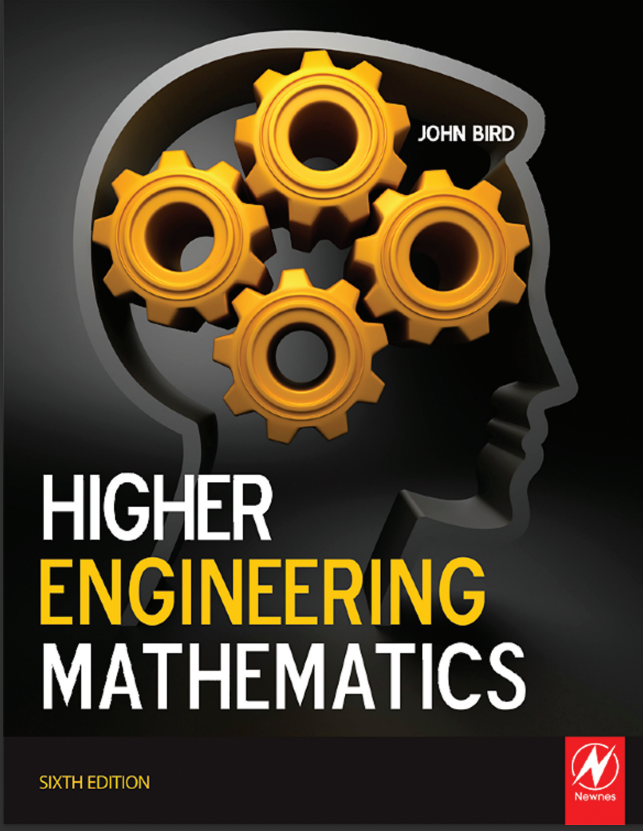 JOHN BIRD
HIGHER
ENGINEERING
MATHEMATICS
SIXTH EDITION
Newnes